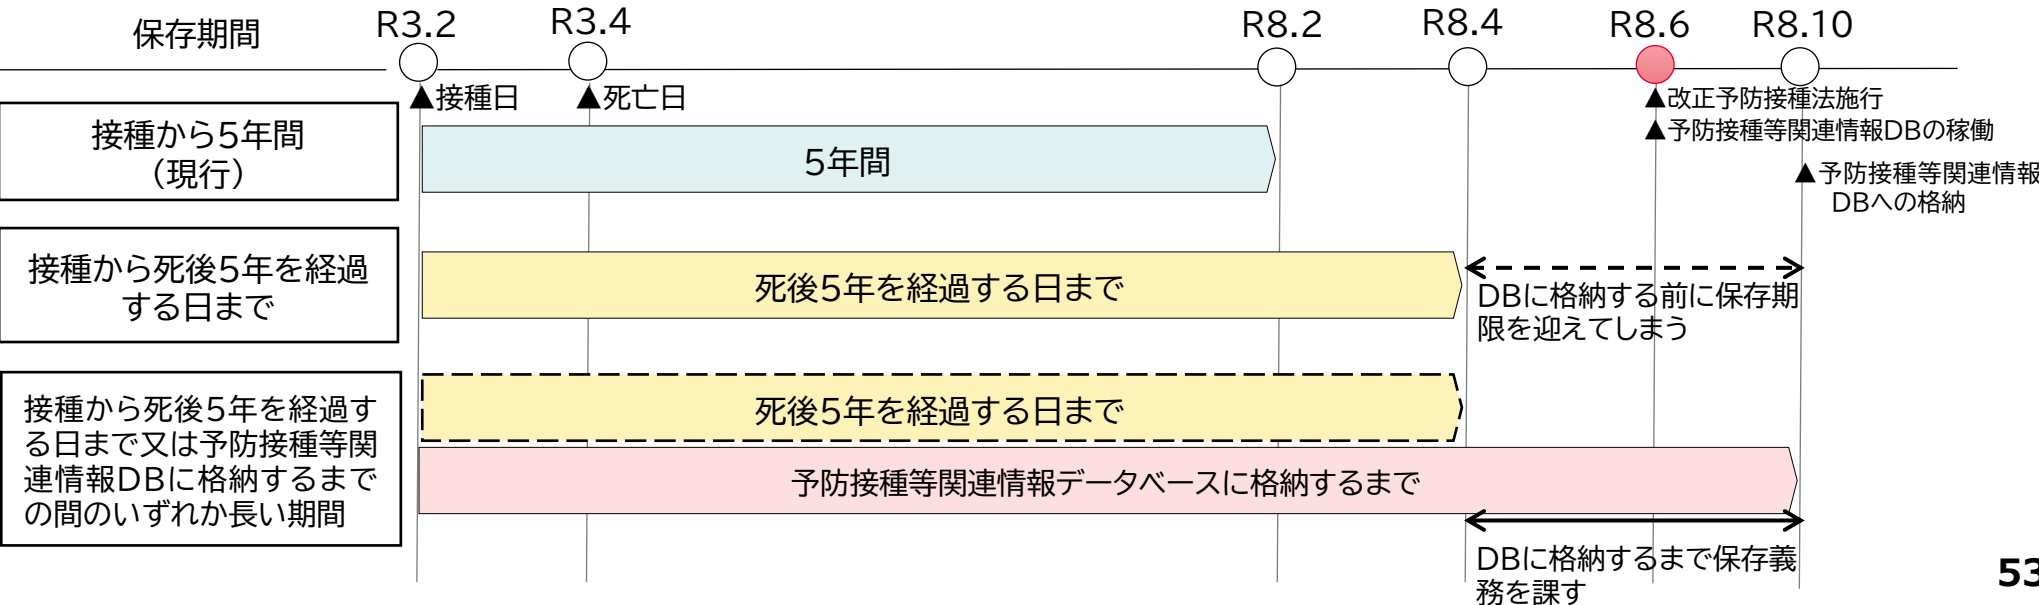 保存期間
R3.2
R3.4
R8.2
R8.4
R8.6
R8.10
▲接種日
▲死亡日
▲改正予防接種法施行
▲予防接種等関連情報DBの稼働
▲予防接種等関連情報
DBへの格納
接種から5年間
（現行）
5年間
接種から死後5年を経過
する日まで
死後5年を経過する日まで
DBに格納する前に保存期
限を迎えてしまう
接種から死後5年を経過す
る日まで又は予防接種等関
連情報DBに格納するまで
の間のいずれか長い期間
死後5年を経過する日まで
予防接種等関連情報データベースに格納するまで
DBに格納するまで保存義
務を課す
53